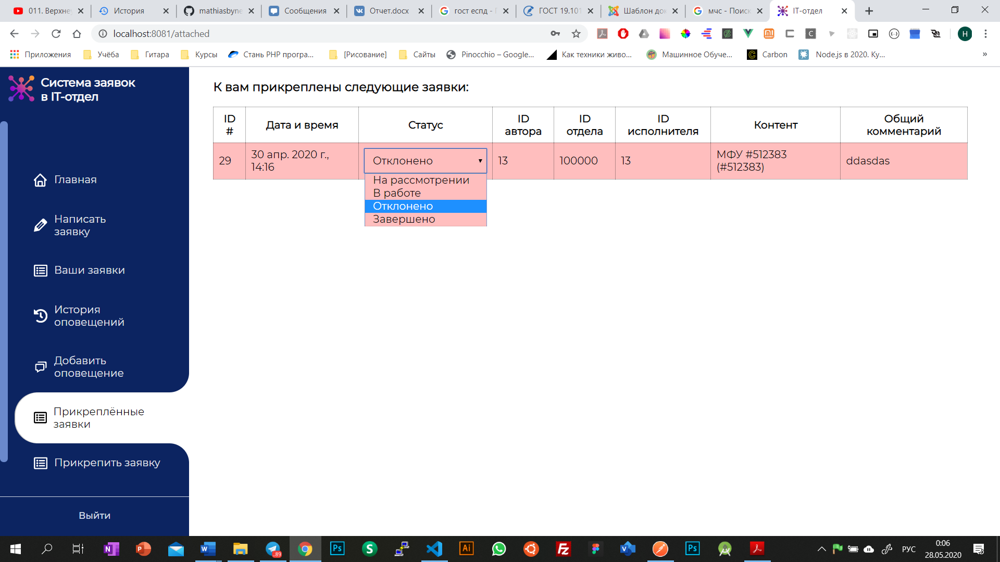 011. Верхне
История
mathiasbyne
Сообщения
Отчет.docx
гост еспд - 
ГОСТ 19.101
Шаблон док
мчс - Поиск
IT-отдел
localhost:8081/attached
H
Приложения
Учёба
Гитара
Курсы
Стань PHP програ...
[Рисование]
Сайты
Pinocchio – Google...
Как техники живо...
Машинное Обуче...
Carbon
Node.js в 2020. Ку...
»
Система заявок
в IT-отдел
Главная
Написать
заявку
Ваши заявки
История
оповещений
Добавить
оповещение
Прикреплённые
заявки
Прикрепить заявку
Выйти
К вам прикреплены следующие заявки:
ID
#
Дата и время
Статус
ID
автора
ID
отдела
ID
исполнителя
Контент
Общий
комментарий
29
30 апр. 2020 г.,
14:16
Отклонено
13
100000
13
МФУ #512383
(#512383)
ddasdas
На рассмотрении
В работе
Отклонено
Завершено
89
РУС
0:06
28.05.2020